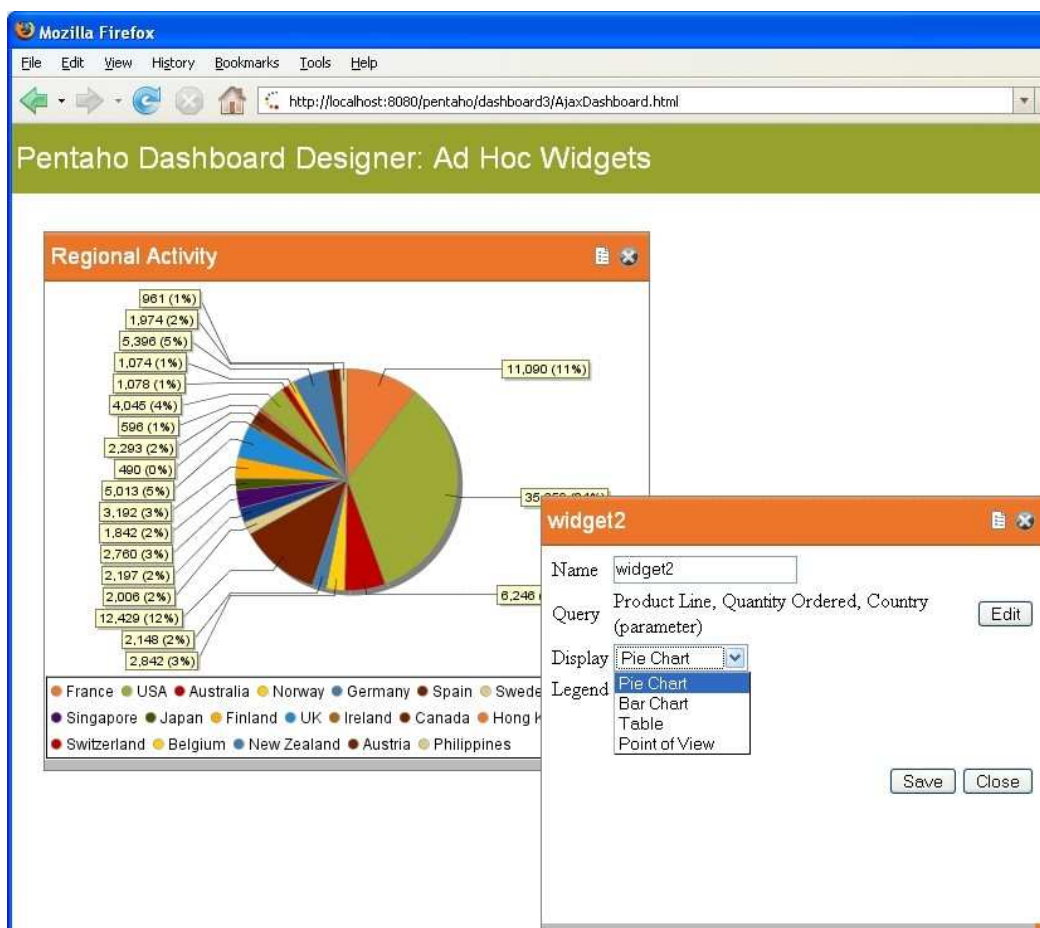 Mozilla Firefox
File Edit View History Bookmarks Tools Help
http://localhost:8080/pentaho/dashboard3/AjaxDashboard.html
Pentaho Dashboard Designer: Ad Hoc Widgets
Regional Activity
961 (1%)
1,974 (2%)
5,396 (5%)
1,074 (1%)
1,078 (1%)
4,045 (4%)
596 (1%)
2,293 (2%)
490 (0%)
5,013 (5%)
3,192 (3%)
1,842 (2%)
2,760 (3%)
2,197 (2%)
2,006 (2%)
12,429 (12%)
2,148 (2%)
2,842 (3%)
11,090 (11%)
6,246
France USA Australia Norway Germany Spain Swede
Singapore Japan Finland UK Ireland Canada Hong
Switzerland Belgium New Zealand Austria Philippines
widget2
Name widget2
Query Product Line, Quantity Ordered, Country (parameter) Edit
Display Pie Chart
Legend Pie Chart
Bar Chart
Table
Point of View
Save Close